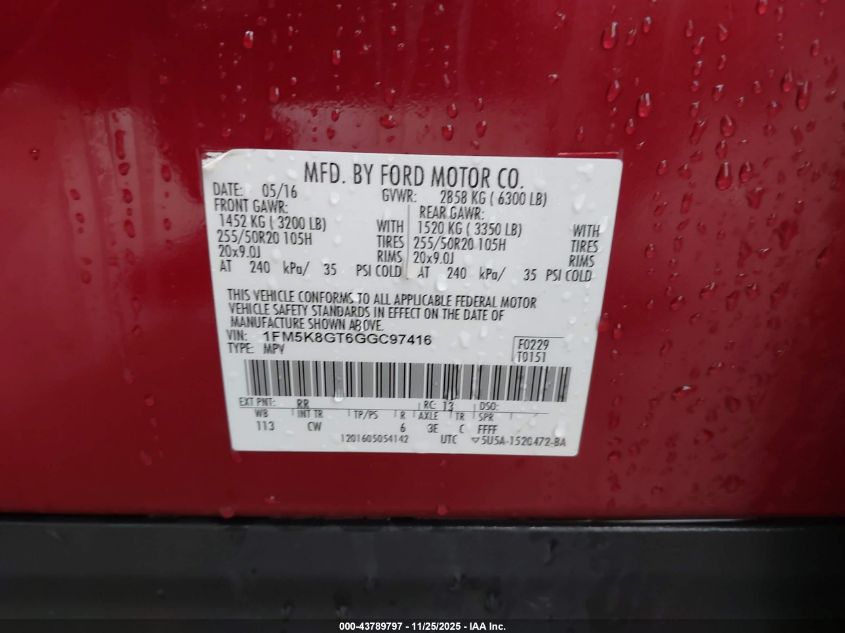 MFD. BY FORD MOTOR CO.
DATE: 05/16 GVWR: 2858 KG ( 6300 LB)
FRONT GAWR: REAR GAWR:
1452 KG ( 3200 LB) WITH 1520 KG ( 3350 LB) WITH
255/50R20 105H TIRES 255/50R20 105H TIRES
20x9.0J RIMS 20x9.0J RIMS
AT 240 kPa/ 35 PSI COLD AT 240 kPa/ 35 PSI COLD
THIS VEHICLE CONFORMS TO ALL APPLICABLE FEDERAL MOTOR
VEHICLE SAFETY STANDARDS IN EFFECT ON THE DATE OF
MANUFACTURE SHOWN ABOVE.
VIN: 1FM5K8GT6GGC97416 F0229
TYPE: MPV T0151
EXT PNT: RR RC: 13 DSO:
WB INT TR TP/PS R AXLE TR SPR
113 CW 6 3E C FFFF
1201605054142 UTC ▽5U5A-1520472-BA
000-43789797 - 11/25/2025 - IAA Inc.